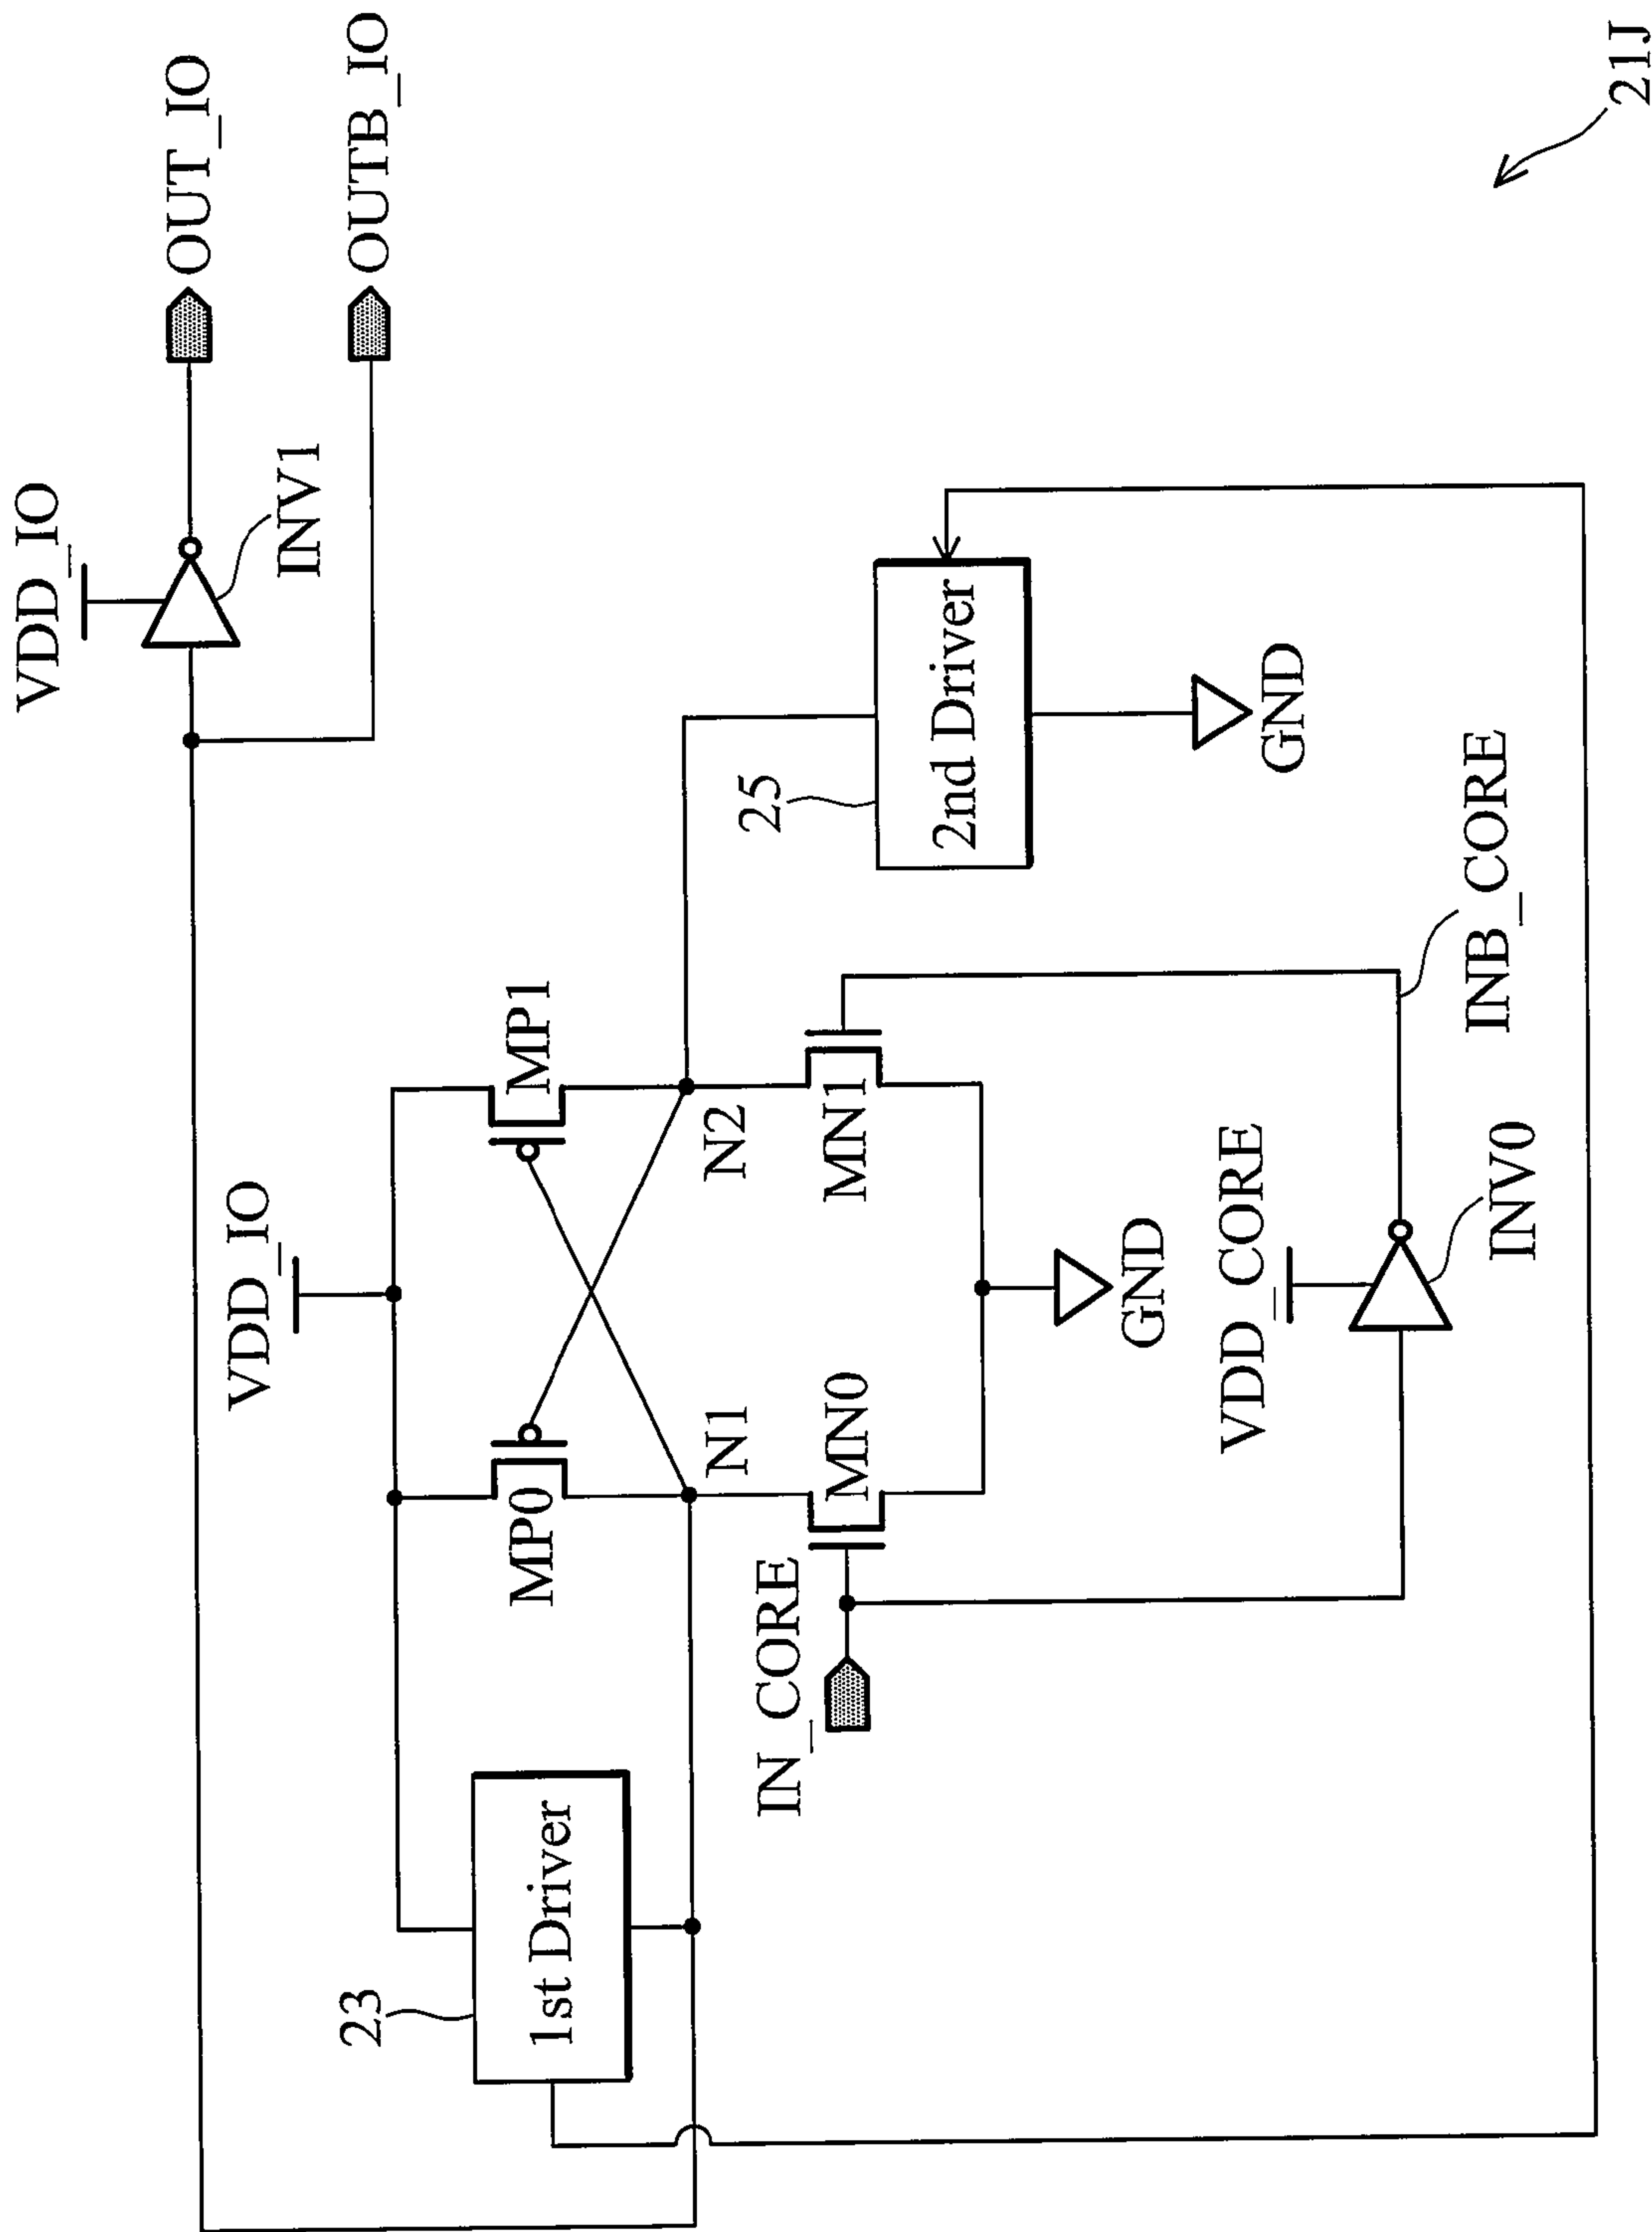 VDD_IO
OUT_IO
INV1
OUTB_IO
VDD_IO
23
1st Driver
MP0
MP1
N1
N2
25
2nd Driver
IN_CORE
MN0
MN1
GND
GND
VDD_CORE
INV0
INB_CORE
21J